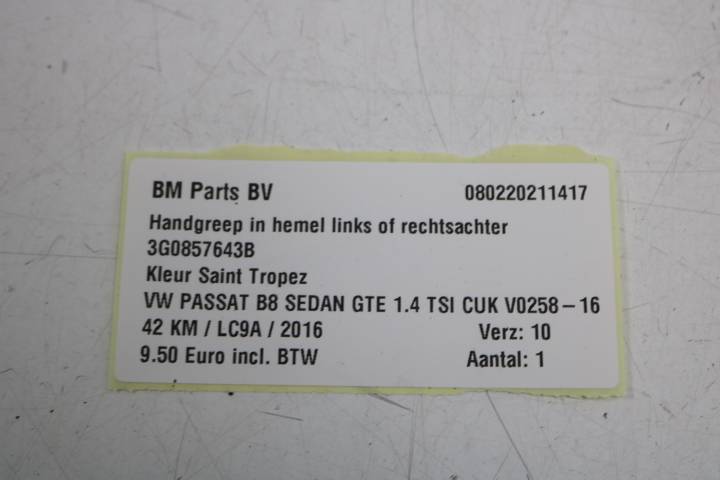 BM Parts BV 080220211417
Handgreep in hemel links of rechtsachter
3G0857643B
Kleur Saint Tropez
VW PASSAT B8 SEDAN GTE 1.4 TSI CUK V0258-16
42 KM / LC9A / 2016 Verz: 10
9.50 Euro incl. BTW Aantal: 1